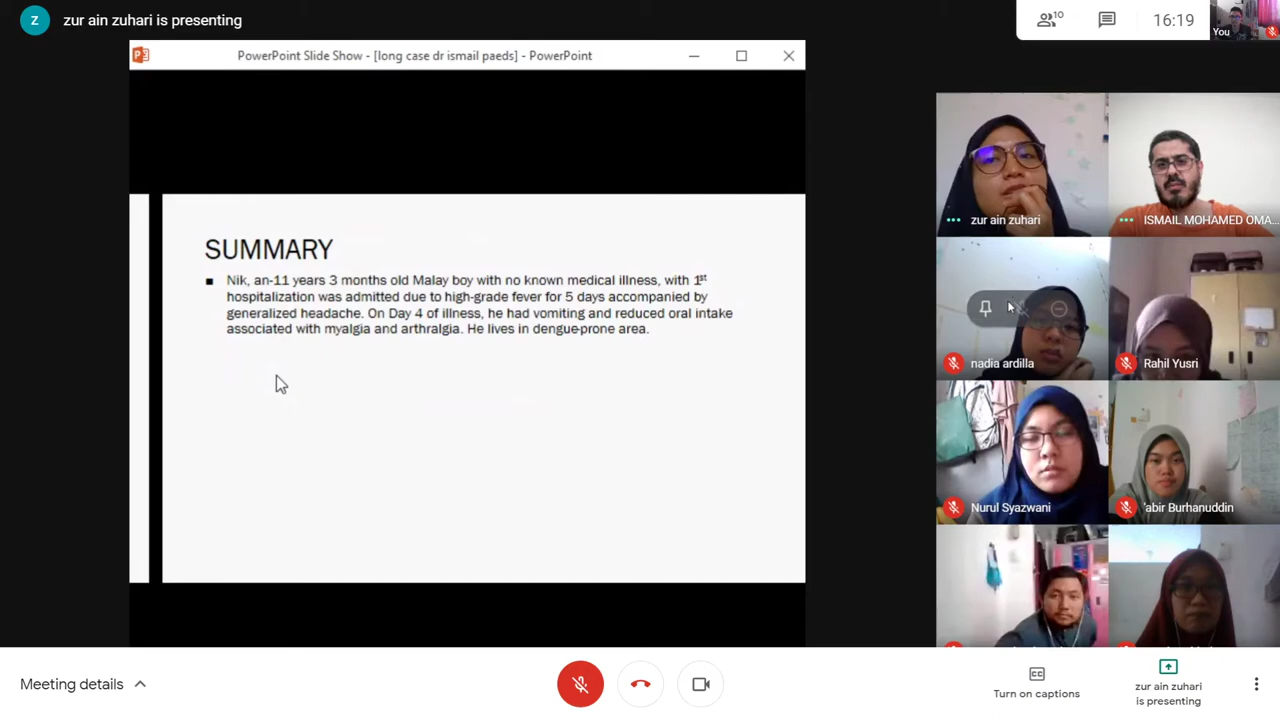 Z
zur ain zuhari is presenting
10
16:19
You
PowerPoint Slide Show - [long case dr ismail paeds] - PowerPoint
SUMMARY
Nik, an-11 years 3 months old Malay boy with no known medical illness, with 1st
hospitalization was admitted due to high-grade fever for 5 days accompanied by
generalized headache. On Day 4 of illness, he had vomiting and reduced oral intake
associated with myalgia and arthralgia. He lives in dengue-prone area.
zur ain zuhari
ISMAIL MOHAMED OMA...
nadia ardilla
Rahil Yusri
Nurul Syazwani
'abir Burhanuddin
Meeting details
CC
Turn on captions
zur ain zuhari
is presenting